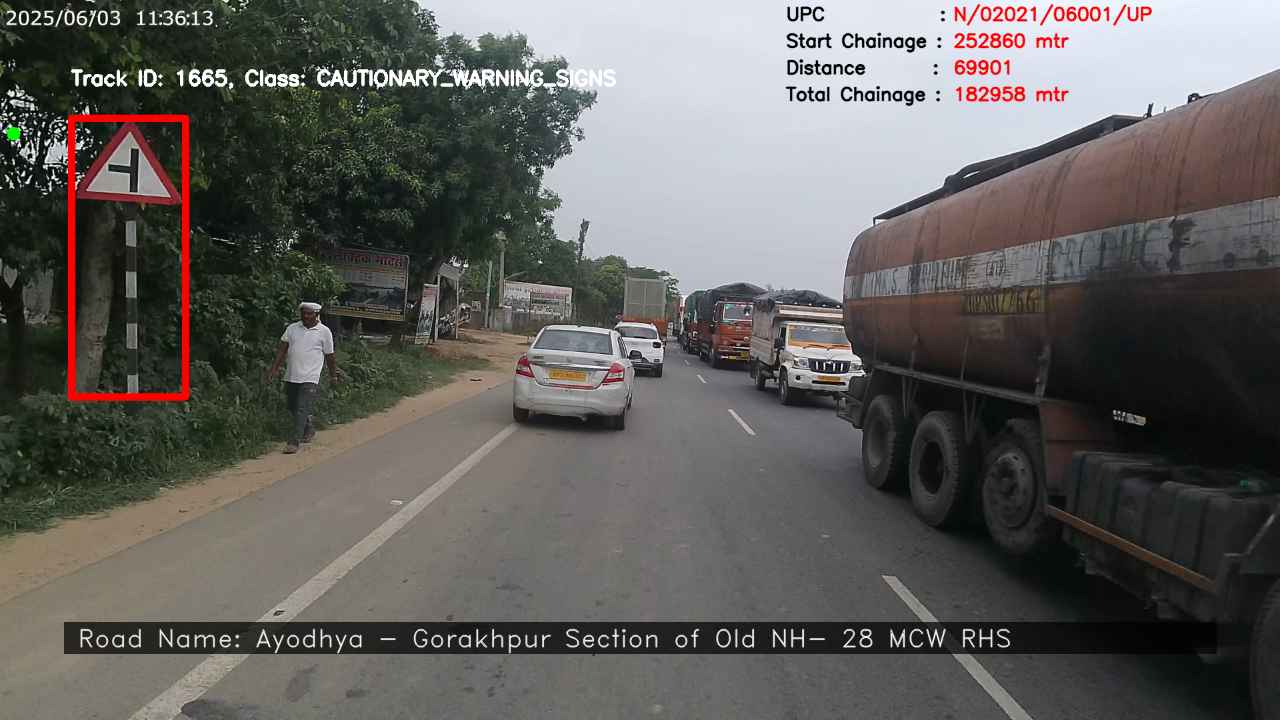 2025/06/03 11:36:13
UPC : N/02021/06001/UP
Start Chainage : 252860 mtr
Distance : 69901
Total Chainage : 182958 mtr
Track ID: 1665, Class: CAUTIONARY_WARNING_SIGNS
Road Name: Ayodhya - Gorakhpur Section of Old NH- 28 MCW RHS